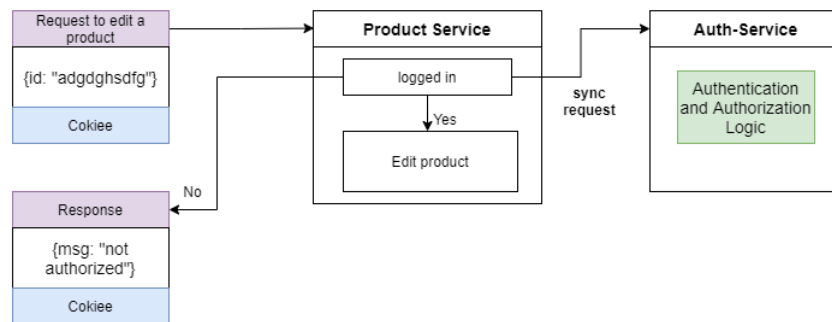 Request to edit a
product
{id: "adgdghsdfg"}
Cokiee
Product Service
logged in
Yes
Edit product
sync
request
Auth-Service
Authentication
and Authorization
Logic
No
Response
{msg: "not
authorized"}
Cokiee